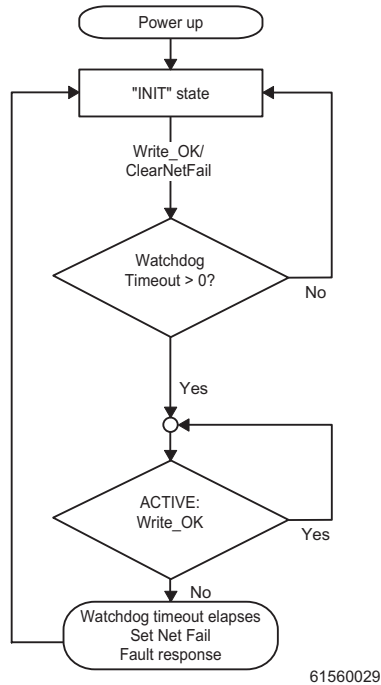 Power up
"INIT" state
Write_OK/
ClearNetFail
Watchdog
Timeout > 0?
No
Yes
ACTIVE:
Write_OK
Yes
No
Watchdog timeout elapses
Set Net Fail
Fault response
61560029